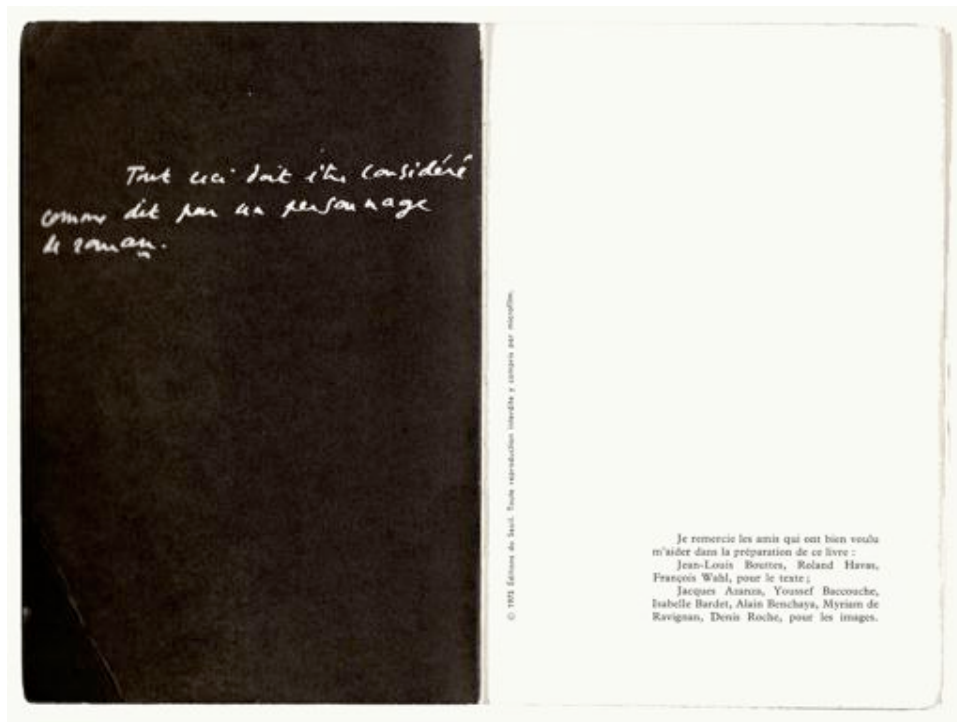 Tout ceci doit être considéré
comme dit par un personnage
de roman.
© 1975 Éditions du Seuil. Toute reproduction interdite y compris par microfilm.
Je remercie les amis qui ont bien voulu
m'aider dans la préparation de ce livre :
Jean-Louis Bouttes, Roland Havas,
François Wahl, pour le texte ;
Jacques Azanza, Youssef Baccouche,
Isabelle Bardet, Alain Benchaya, Myriam de
Ravignan, Denis Roche, pour les images.